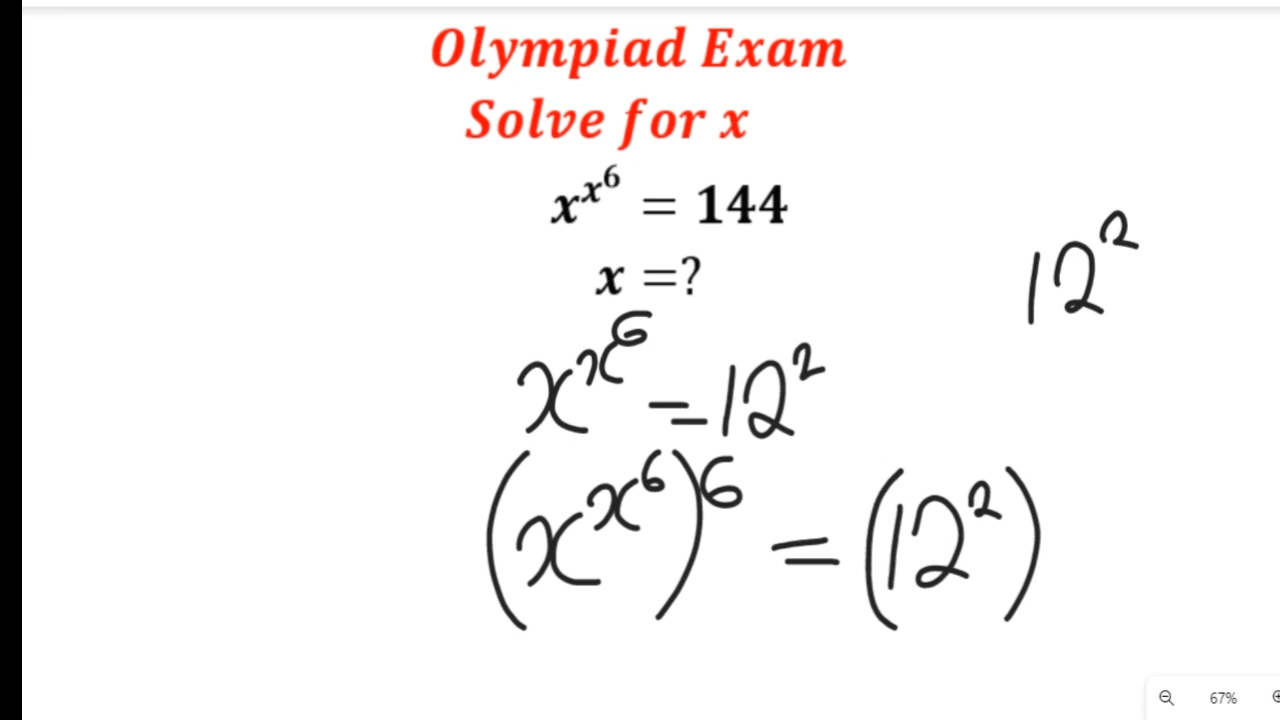 Olympiad Exam
Solve for x
x^{x^6} = 144
x =?
12^2
x^{x^6} = 12^2
(x^{x^6})^6 = (12^2)
67%